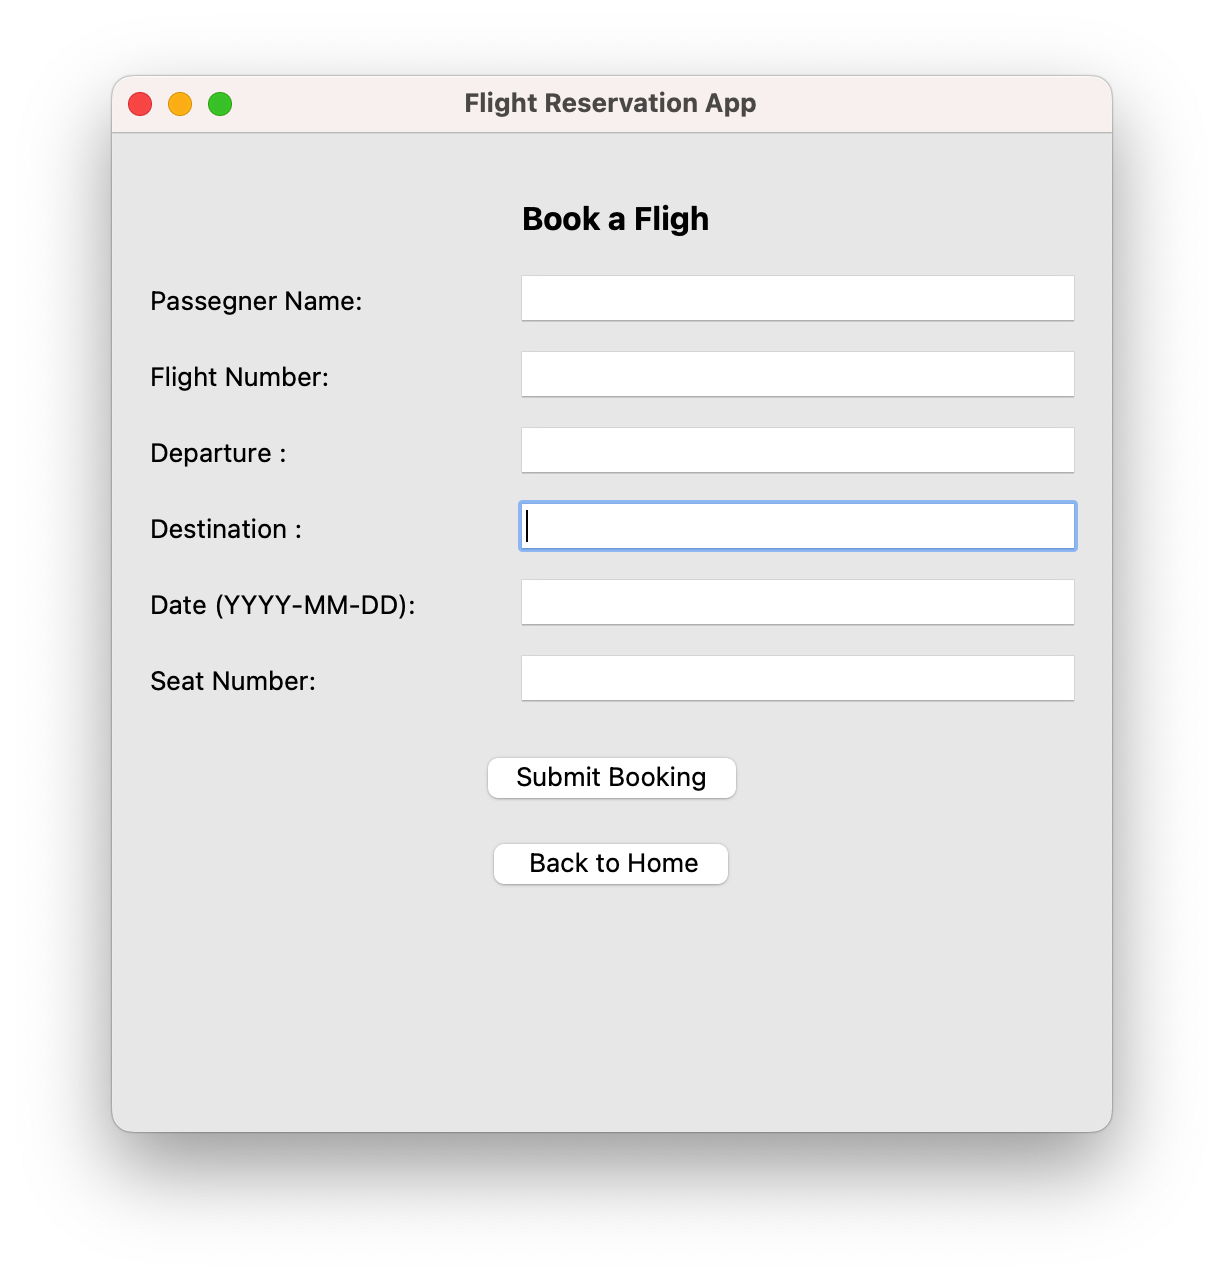 Flight Reservation App
Book a Fligh
Passegner Name:
Flight Number:
Departure :
Destination :
Date (YYYY-MM-DD):
Seat Number:
Submit Booking
Back to Home